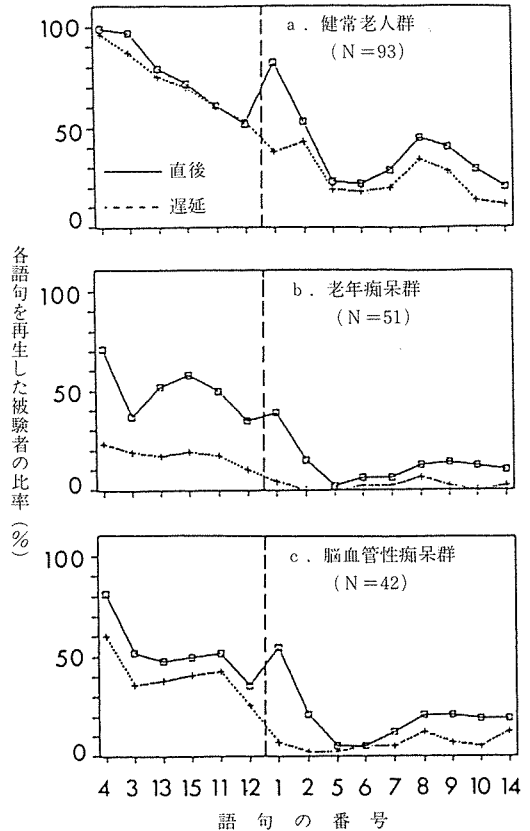 100
50
0
a . 健常老人群
(N=93)
直後
遅延
各語句を再生した被験者の比率(%)
100
50
0
b . 老年痴呆群
(N=51)
100
50
0
c . 脳血管性痴呆群
(N=42)
4 3 13 15 11 12 1 2 5 6 7 8 9 10 14
語句の番号